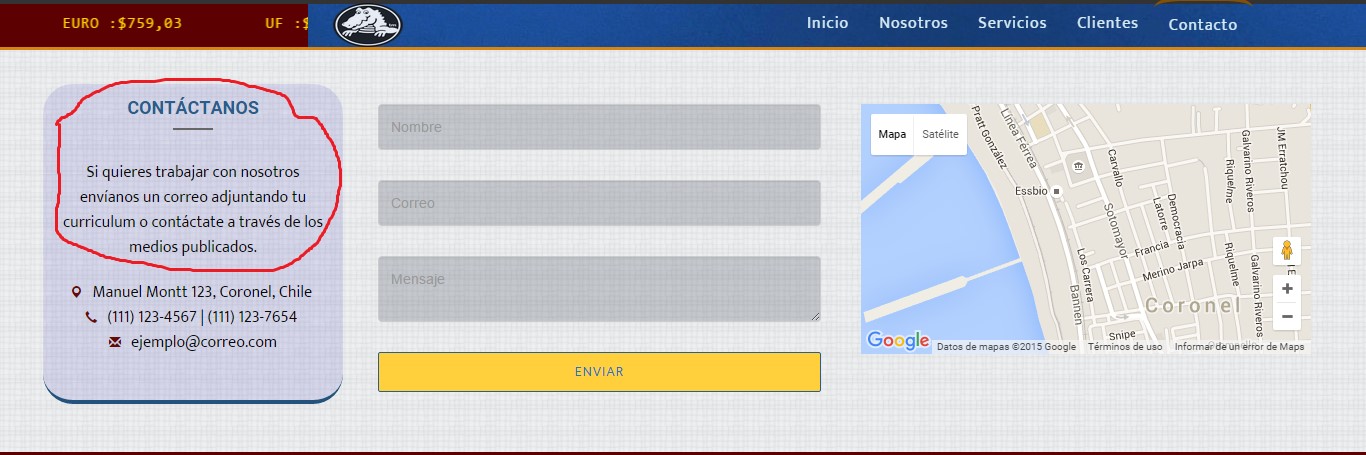 EURO :$759,03 UF :$
Inicio Nosotros Servicios Clientes Contacto
CONTÁCTANOS
Si quieres trabajar con nosotros
envíanos un correo adjuntando tu
curriculum o contáctate a través de los
medios publicados.
Manuel Montt 123, Coronel, Chile
(111) 123-4567 | (111) 123-7654
ejemplo@correo.com
Nombre
Correo
Mensaje
ENVIAR
Mapa Satélite
Pratt González
Línea Férrea
Carvallo
Essbio
Sotomayor
Latorre
Democracia
Riquelme
Galvarino Riveros
JM Erratchou
Francia
Merino Jarpa
Los Carrera
Bannen
Riquelme
Galvarino Riveros
Coronel
Snipe
Google
Datos de mapas ©2015 Google Términos de uso Informar de un error de Maps